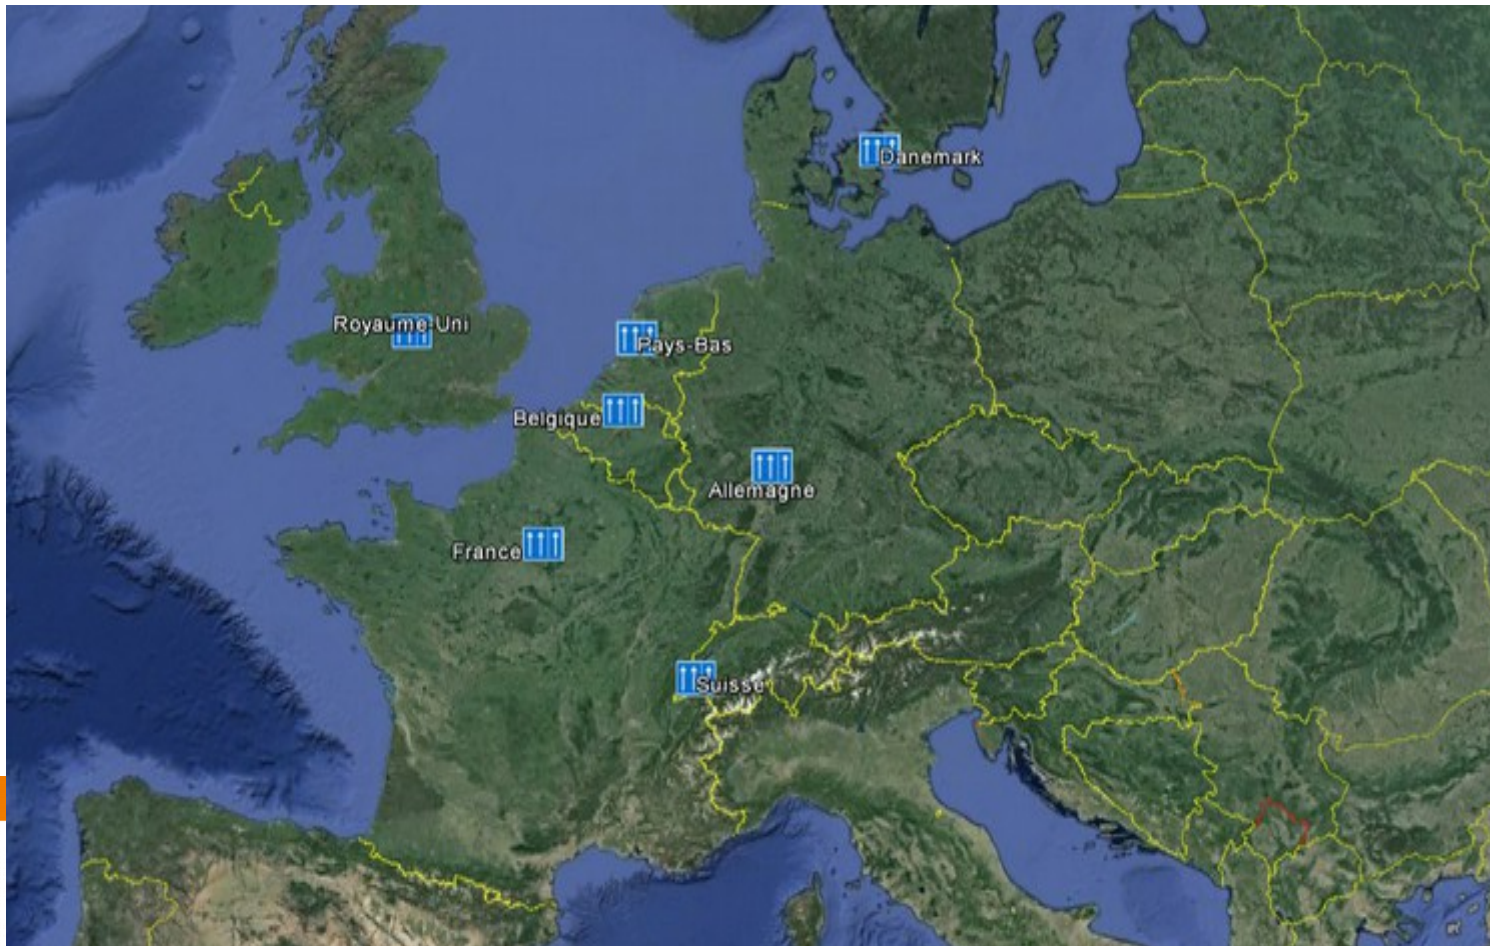 Danemark
Royaume-Uni
Pays-Bas
Belgique
Allemagne
France
Suisse